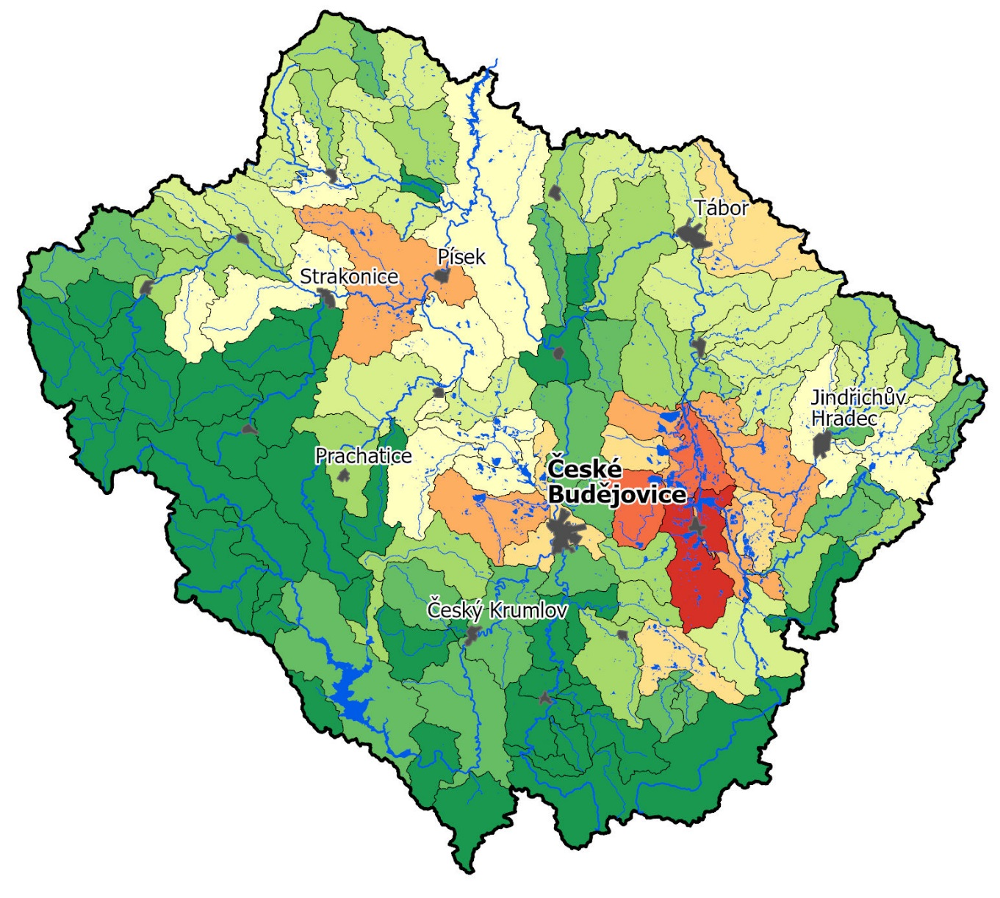 Tábor
Písek
Strakonice
Jindřichův
Hradec
Prachatice
České
Budějovice
Český Krumlov